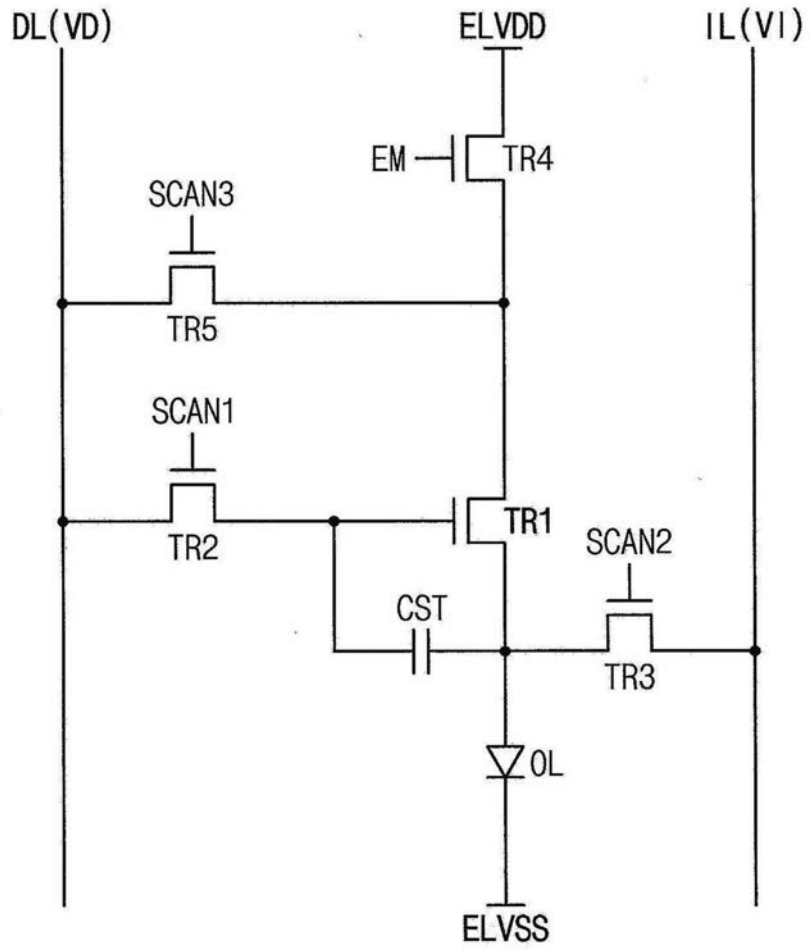 DL(VD)
ELVDD
IL(VI)
EM
TR4
SCAN3
TR5
SCAN1
TR2
TR1
SCAN2
CST
TR3
OL
ELVSS